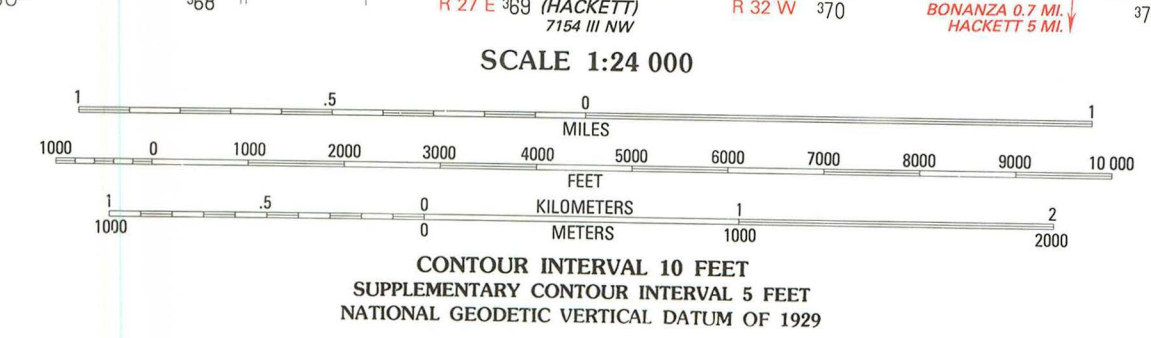 368 R 27 E 369 (HACKETT) R 32 W 370 BONANZA 0.7 MI. 37
7154 III NW HACKETT 5 MI.
SCALE 1:24 000
1 .5 0 1
MILES
1000 0 1000 2000 3000 4000 5000 6000 7000 8000 9000 10 000
FEET
1 .5 0 KILOMETERS 1 2
1000 0 METERS 1000 2000
CONTOUR INTERVAL 10 FEET
SUPPLEMENTARY CONTOUR INTERVAL 5 FEET
NATIONAL GEODETIC VERTICAL DATUM OF 1929